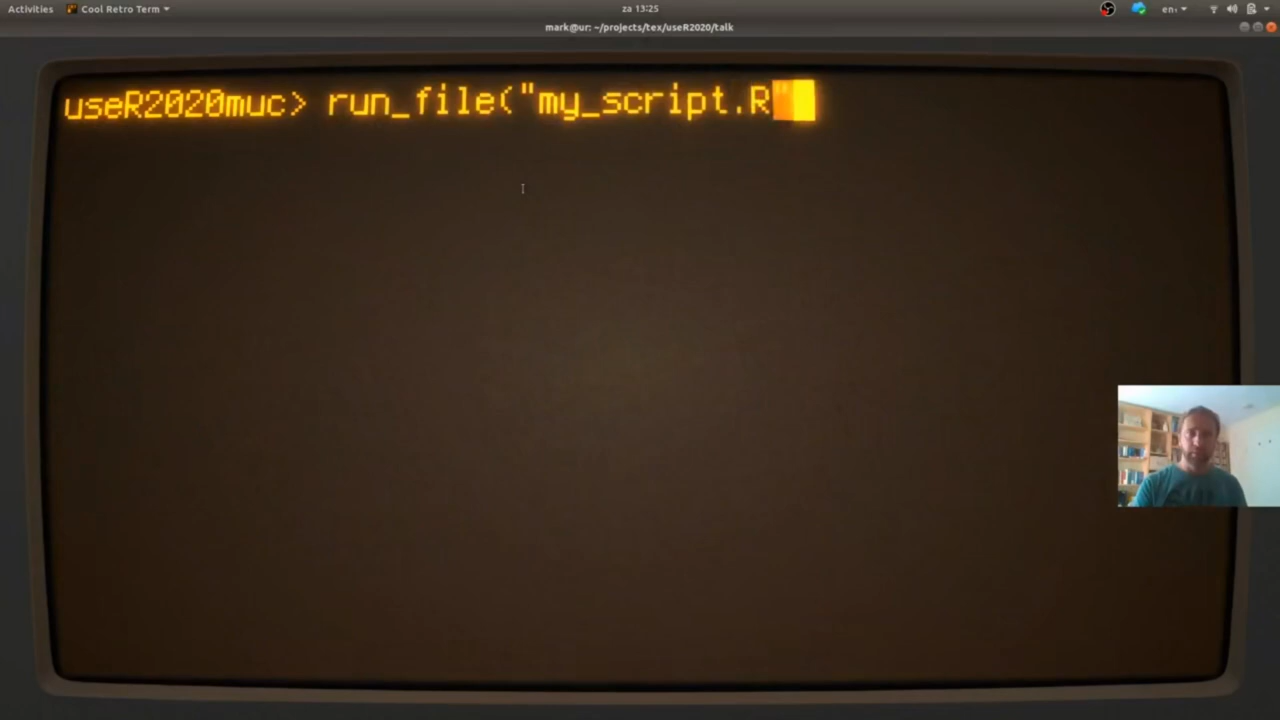 Activities Cool Retro Term za 13:25 en
mark@ur: ~/projects/tex/useR2020/talk
useR2020muc> run_file("my_script.R"